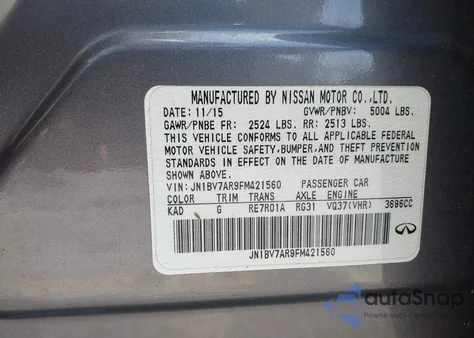 MANUFACTURED BY NISSAN MOTOR CO.,LTD.
DATE: 11/15 GVWR/PNBV: 5004 LBS.
GAWR/PNBE FR: 2524 LBS. RR: 2513 LBS.
THIS VEHICLE CONFORMS TO ALL APPLICABLE FEDERAL
MOTOR VEHICLE SAFETY, BUMPER, AND THEFT PREVENTION
STANDARDS IN EFFECT ON THE DATE OF MANUFACTURE
SHOWN ABOVE.
VIN: JN1BV7AR9FM421560 PASSENGER CAR
COLOR TRIM TRANS AXLE ENGINE
KAD G RE7R01A RG31 VQ37(VHR) 3696CC
JN1BV7AR9FM421560
INFINITI
autoSnap